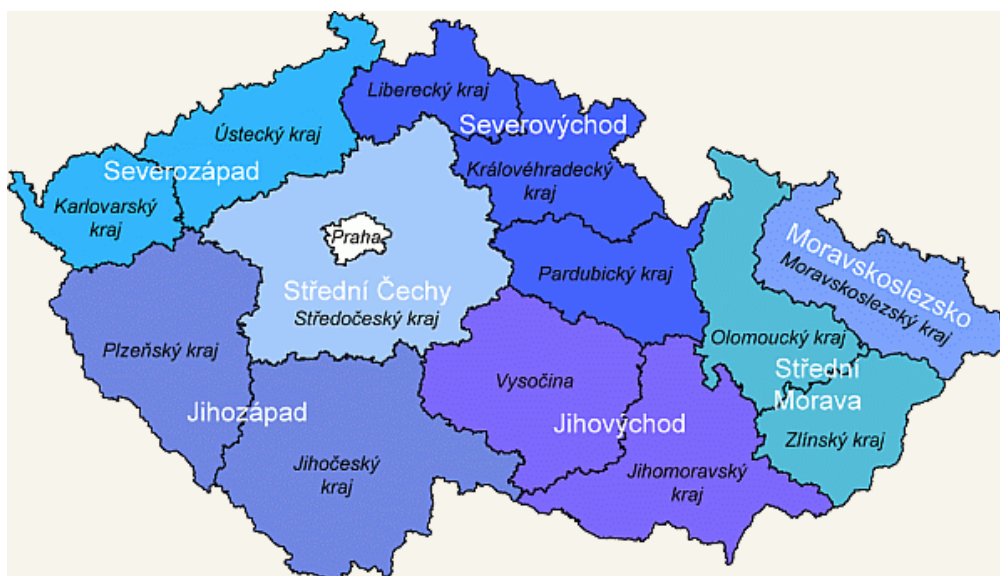 Liberecký kraj
Severovýchod
Ústecký kraj
Severozápad
Královéhradecký
kraj
Karlovarský
kraj
Praha
Moravskoslezsko
Moravskoslezský kraj
Pardubický kraj
Střední Čechy
Středočeský kraj
Olomoucký kraj
Plzeňský kraj
Střední
Morava
Vysočina
Jihozápad
Jihovýchod
Zlínský kraj
Jihočeský
kraj
Jihomoravský
kraj